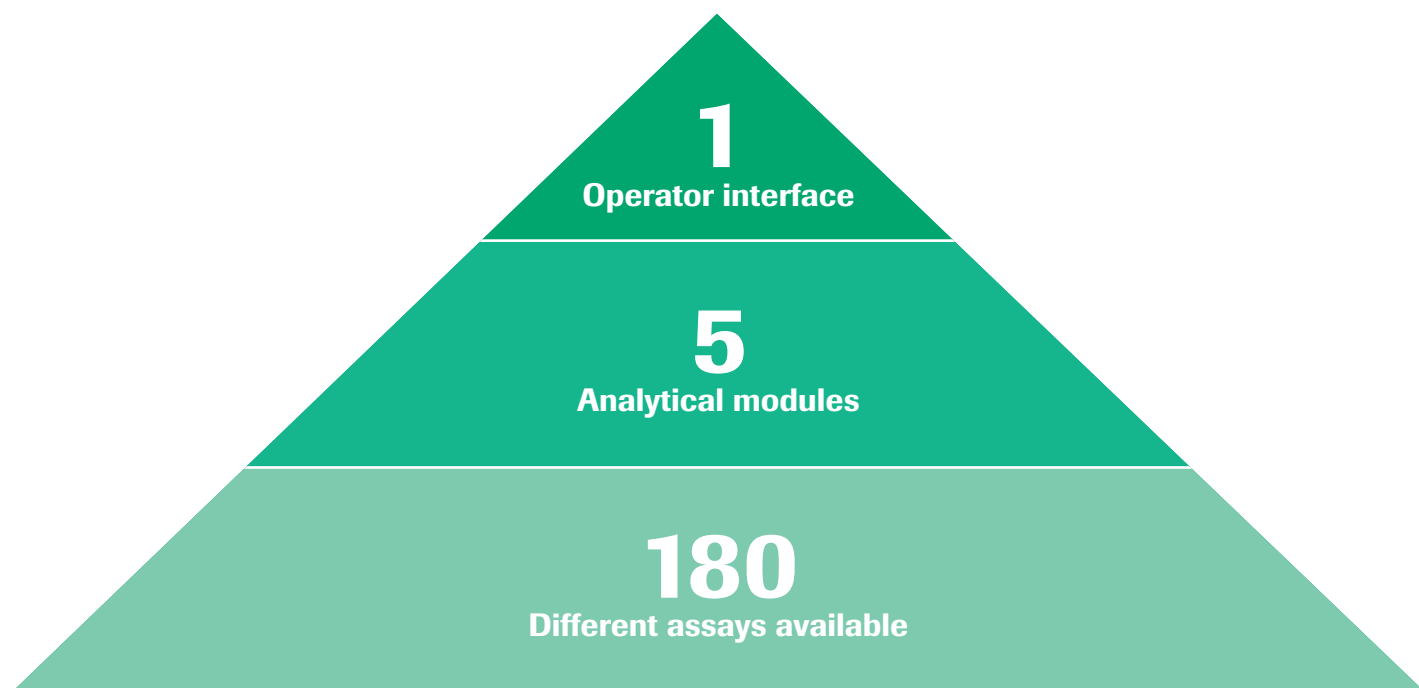 1
Operator interface
5
Analytical modules
180
Different assays available